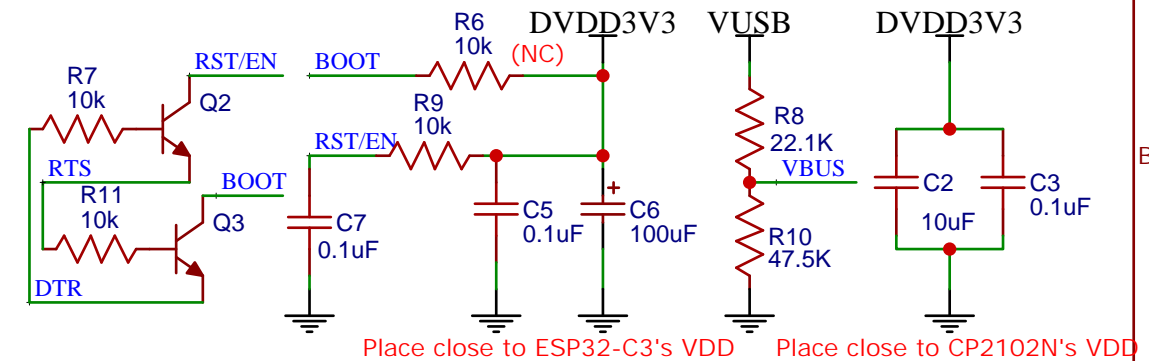 R6
10k
(NC)
DVDD3V3
VUSB
DVDD3V3
RST/EN
BOOT
R7
10k
Q2
R9
10k
RST/EN
R8
22.1K
VBUS
RTS
R11
10k
BOOT
Q3
C7
0.1uF
C5
0.1uF
+
C6
100uF
R10
47.5K
C2
10uF
C3
0.1uF
DTR
B
Place close to ESP32-C3's VDD
Place close to CP2102N's VDD